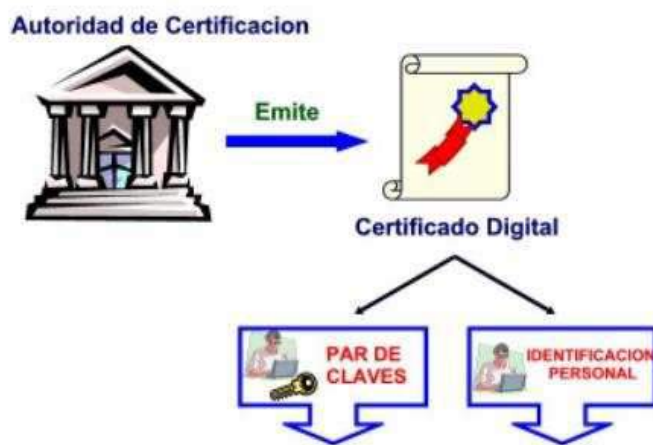 Autoridad de Certificacion
Emite
Certificado Digital
PAR DE
CLAVES
IDENTIFICACION
PERSONAL